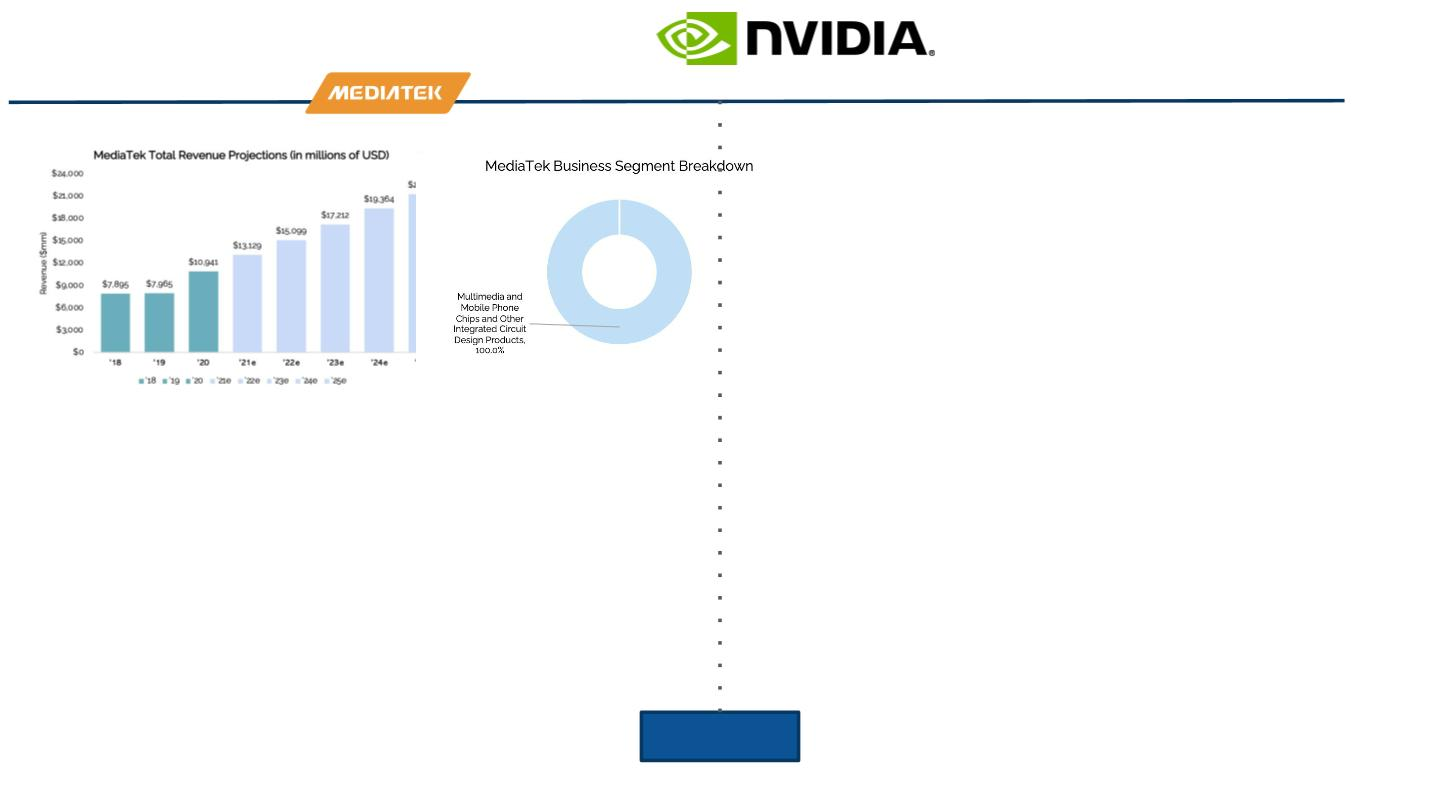 NVIDIA.
MEDIATEK
MediaTek Total Revenue Projections (in millions of USD)
$24,000
$21,000
$18,000
$15,000
$12,000
$9,000
$6,000
$3,000
$0
Revenue ($mm)
$7,895
$7,965
$10,941
$13,129
$15,099
$17,212
$19,364
'18
'19
'20
'21e
'22e
'23e
'24e
'18 '19 '20 '21e '22e '23e '24e '25e
MediaTek Business Segment Breakdown
Multimedia and
Mobile Phone
Chips and Other
Integrated Circuit
Design Products,
100.0%